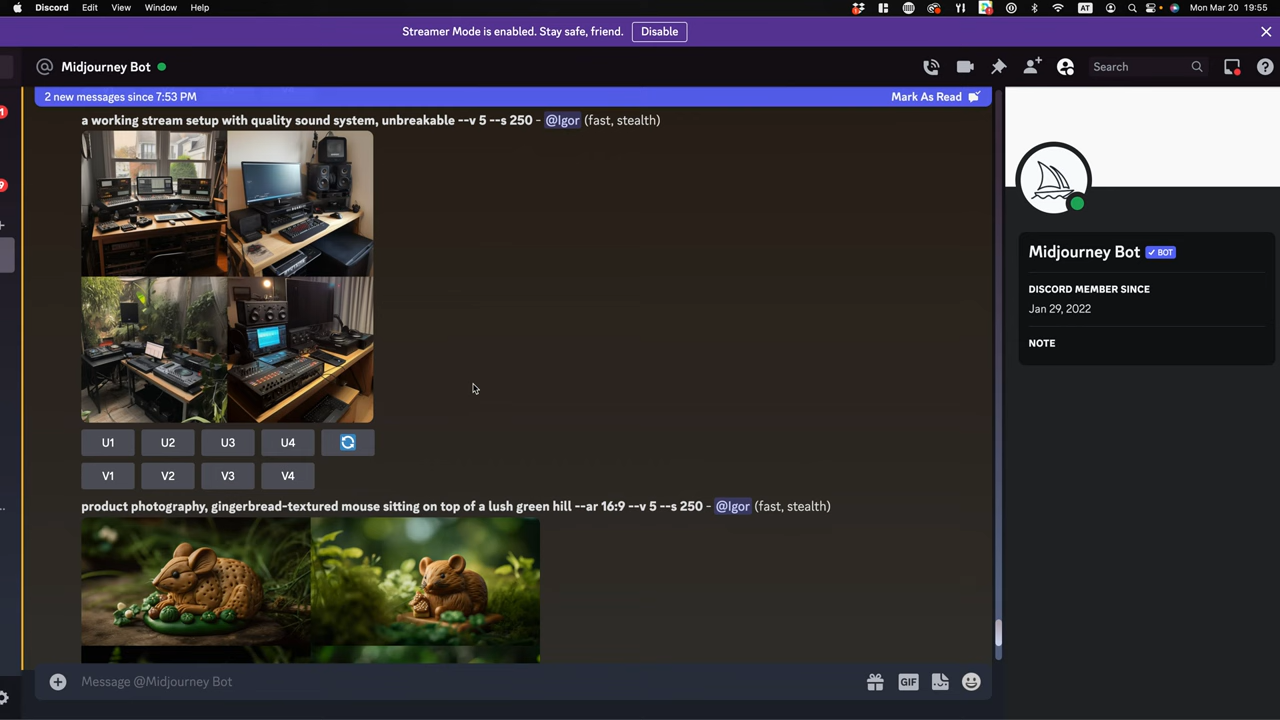 Discord Edit View Window Help AT Mon Mar 20 19:55
Streamer Mode is enabled. Stay safe, friend. Disable
Midjourney Bot Search
2 new messages since 7:53 PM Mark As Read
a working stream setup with quality sound system, unbreakable --v 5 --s 250 - @Igor (fast, stealth)
U1 U2 U3 U4
V1 V2 V3 V4
product photography, gingerbread-textured mouse sitting on top of a lush green hill --ar 16:9 --v 5 --s 250 - @Igor (fast, stealth)
Message @Midjourney Bot GIF
Midjourney Bot BOT
DISCORD MEMBER SINCE
Jan 29, 2022
NOTE